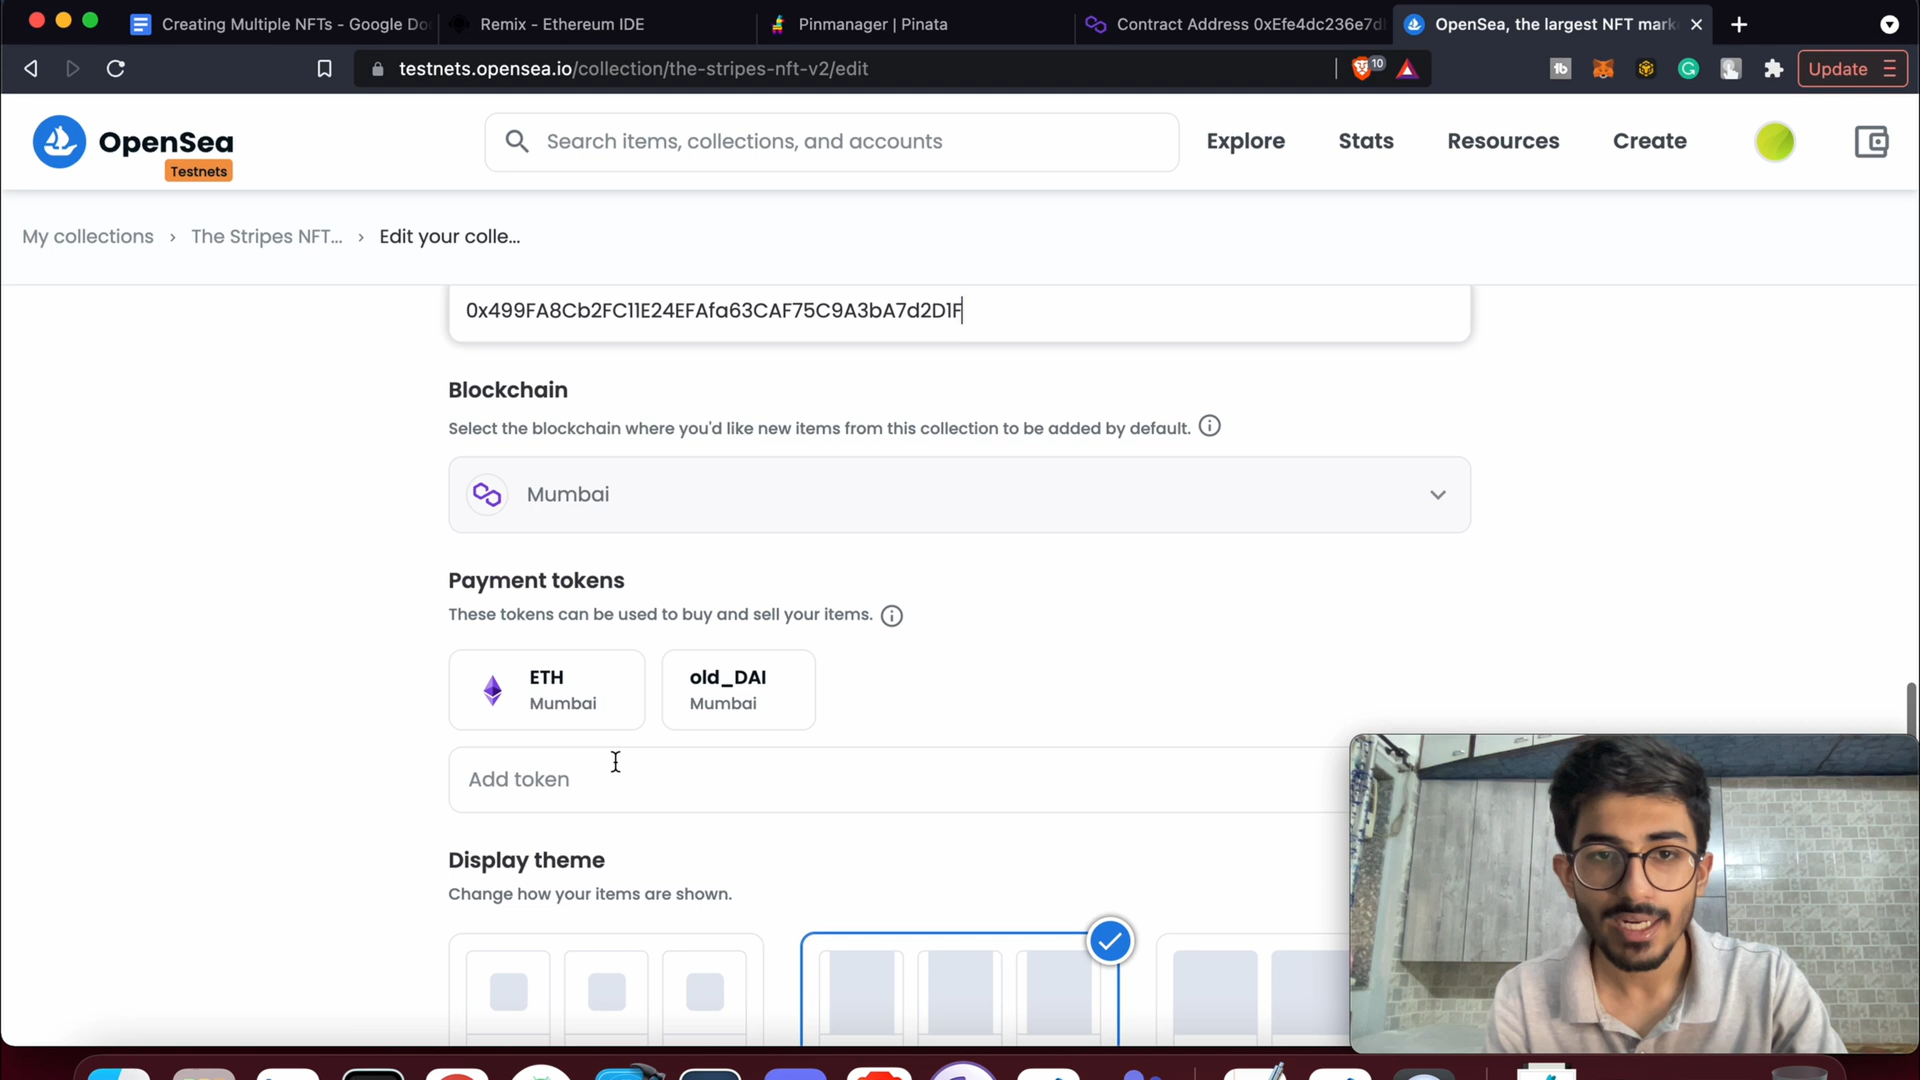 Creating Multiple NFTs - Google Do
Remix - Ethereum IDE
Pinmanager | Pinata
Contract Address 0xEfe4dc236e7d
OpenSea, the largest NFT mark
testnets.opensea.io/collection/the-stripes-nft-v2/edit
10
Update
OpenSea
Testnets
Search items, collections, and accounts
Explore
Stats
Resources
Create
My collections > The Stripes NFT... > Edit your colle...
0x499FA8Cb2FC11E24EFAfa63CAF75C9A3bA7d2D1F
Blockchain
Select the blockchain where you'd like new items from this collection to be added by default.
Mumbai
Payment tokens
These tokens can be used to buy and sell your items.
ETH
Mumbai
old_DAI
Mumbai
Add token
Display theme
Change how your items are shown.